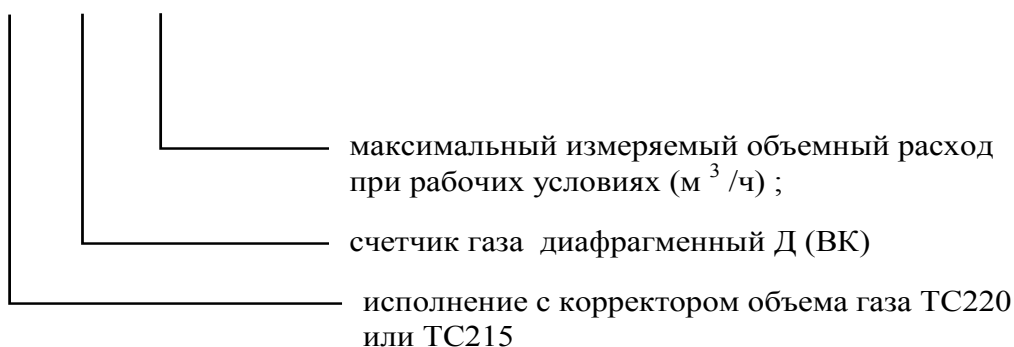 максимальный измеряемый объемный расход
при рабочих условиях (м ³ /ч) ;
счетчик газа диафрагменный Д (ВК)
исполнение с корректором объема газа ТС220
или ТС215